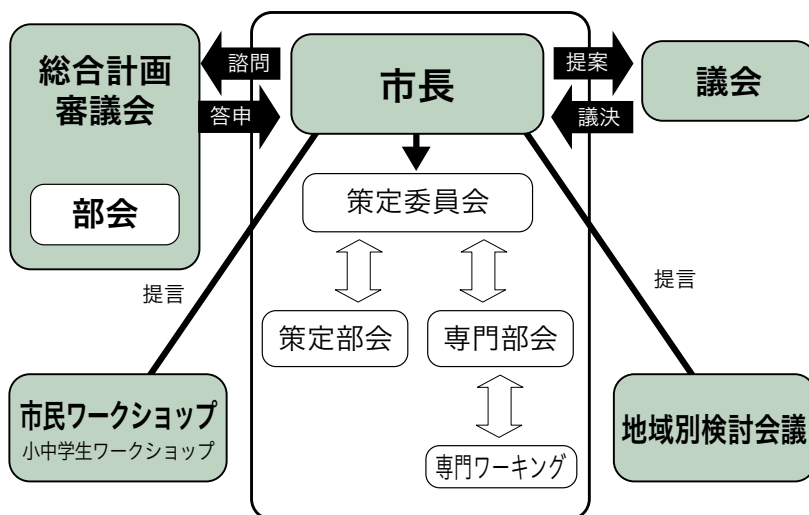 総合計画
審議会
部会
諮問
答申
市長
提案
議決
議会
策定委員会
策定部会
専門部会
専門ワーキング
提言
提言
市民ワークショップ
小中学生ワークショップ
地域別検討会議